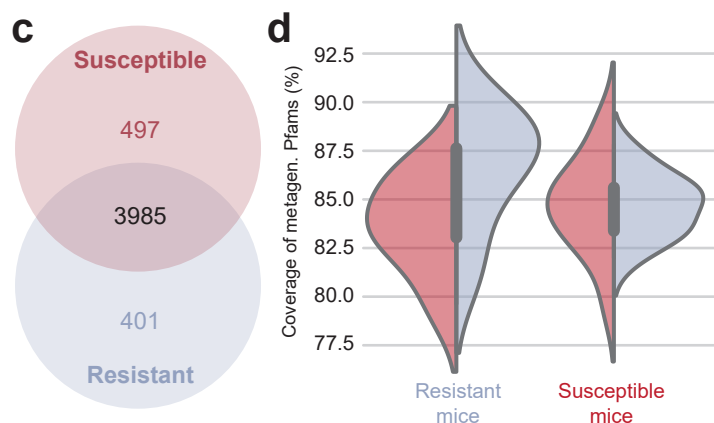 c
Susceptible
497
3985
401
Resistant
d
Coverage of metagen. Pfams (%)
92.5
90.0
87.5
85.0
82.5
80.0
77.5
Resistant
mice
Susceptible
mice